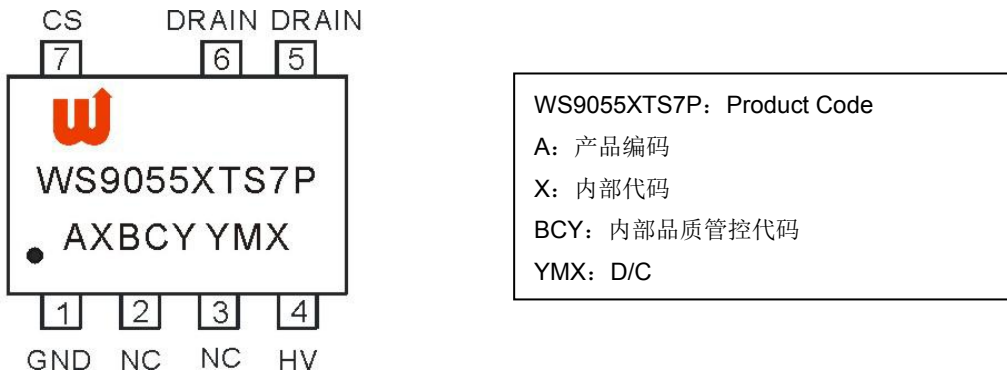 CS DRAIN DRAIN
7 6 5
WS9055XTS7P
AXBCY YMX
1 2 3 4
GND NC NC HV
WS9055XTS7P：Product Code
A：产品编码
X：内部代码
BCY：内部品质管控代码
YMX：D/C